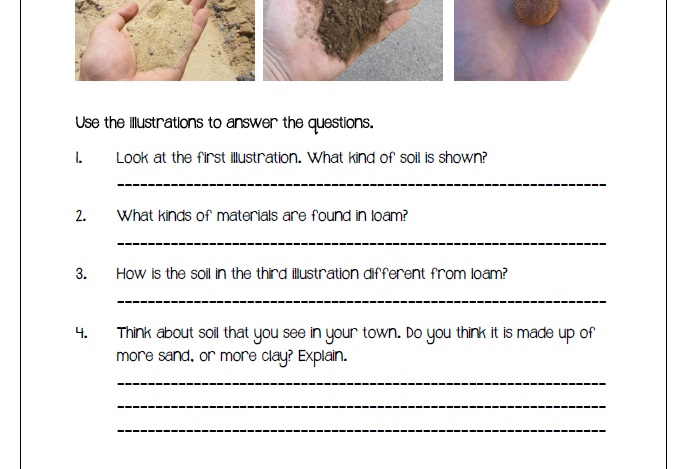 Use the illustrations to answer the questions.
1. Look at the first illustration. What kind of soil is shown?
2. What kinds of materials are found in loam?
3. How is the soil in the third illustration different from loam?
4. Think about soil that you see in your town. Do you think it is made up of
more sand, or more clay? Explain.